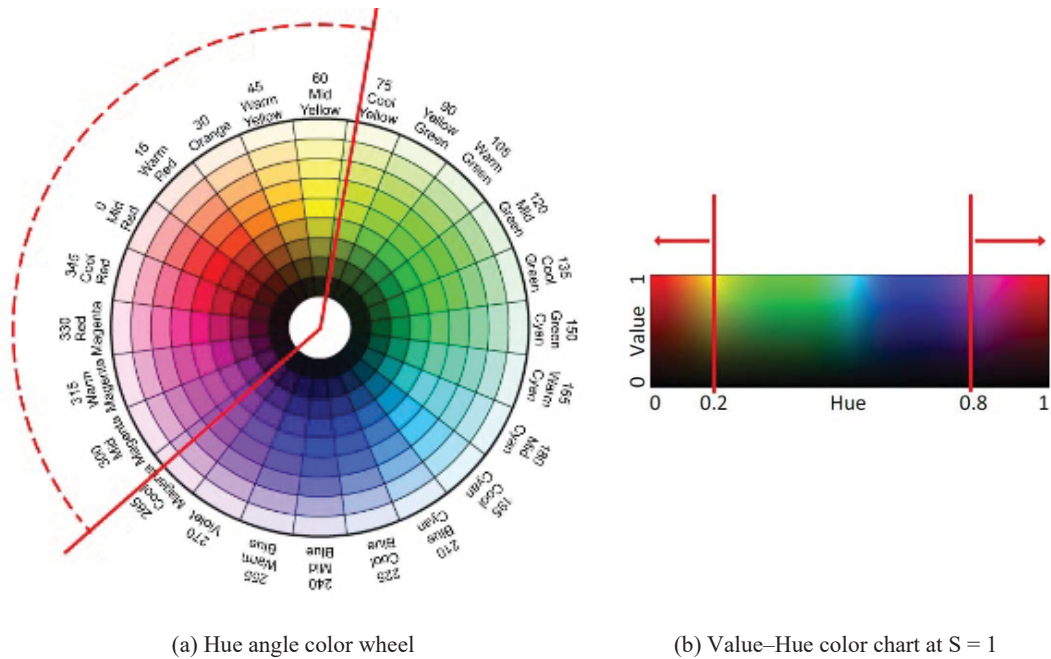 60
Mid
Yellow
75
Cool
Yellow
90
Yellow
Green
105
Warm
Green
120
Mid
Green
135
Cool
Green
150
Green
Cyan
165
Warm
Cyan
180
Mid
Cyan
195
Cool
Cyan
210
Blue
Cyan
225
Cool
Blue
240
Mid
Blue
255
Warm
Blue
270
Violet
285
Cool
Magenta
300
Mid
Magenta
315
Warm
Magenta
330
Red
Magenta
345
Cool
Red
0
Mid
Red
15
Warm
Red
30
Orange
45
Warm
Yellow
(a) Hue angle color wheel
0 Value 1
0 0.2 Hue 0.8 1
(b) Value–Hue color chart at S = 1